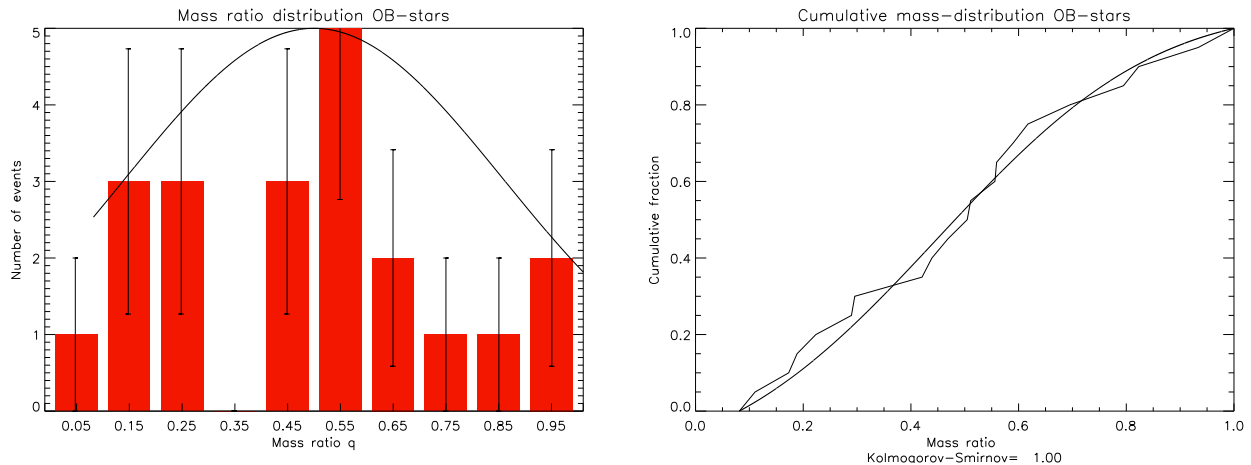 Mass ratio distribution OB-stars
5
4
3
2
1
0
Number of events
0.05 0.15 0.25 0.35 0.45 0.55 0.65 0.75 0.85 0.95
Mass ratio q
Cumulative mass-distribution OB-stars
1.0
0.8
0.6
0.4
0.2
0.0
Cumulative fraction
0.0 0.2 0.4 0.6 0.8 1.0
Mass ratio
Kolmogorov-Smirnov= 1.00